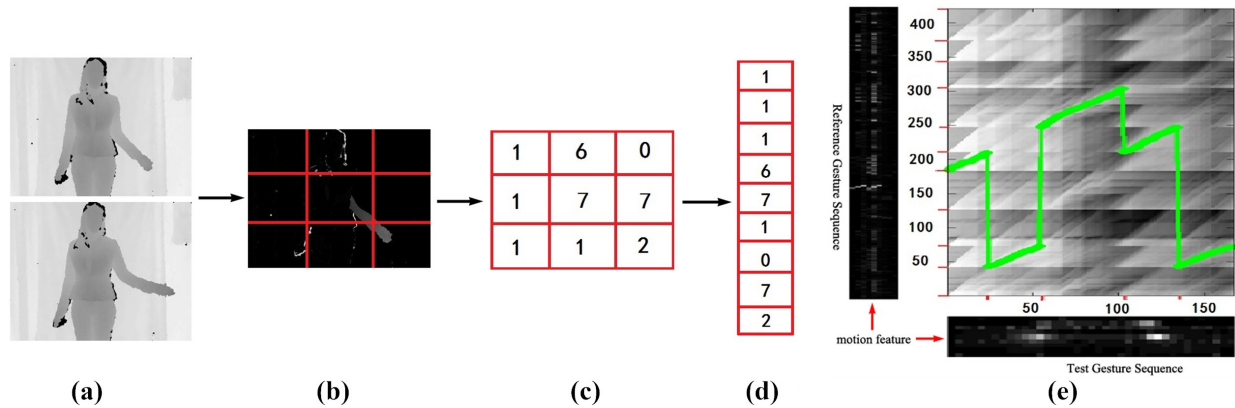 1 6 0
1 7 7
1 1 2
1
1
1
6
7
1
0
7
2
Reference Gesture Sequence
400
350
300
250
200
150
100
50
50 100 150
motion feature
Test Gesture Sequence
(a) (b) (c) (d) (e)